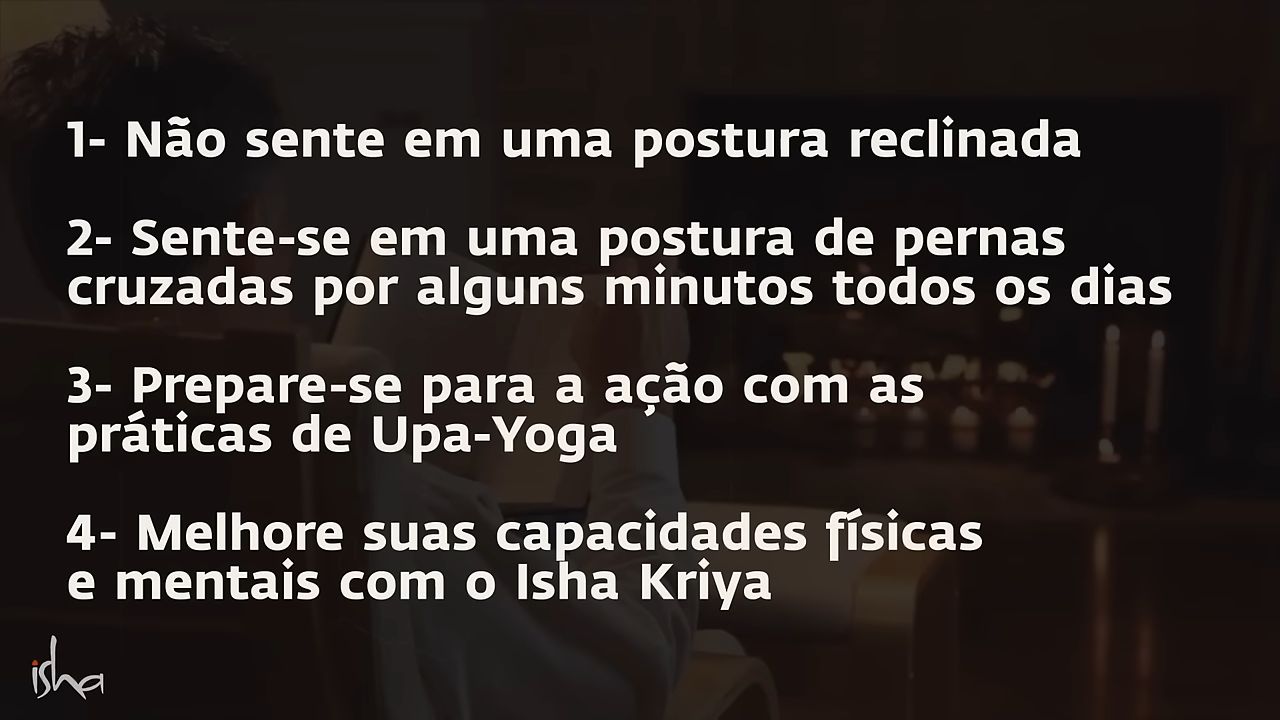 1- Não sente em uma postura reclinada
2- Sente-se em uma postura de pernas
cruzadas por alguns minutos todos os dias
3- Prepare-se para a ação com as
práticas de Upa-Yoga
4- Melhore suas capacidades físicas
e mentais com o Isha Kriya
isha